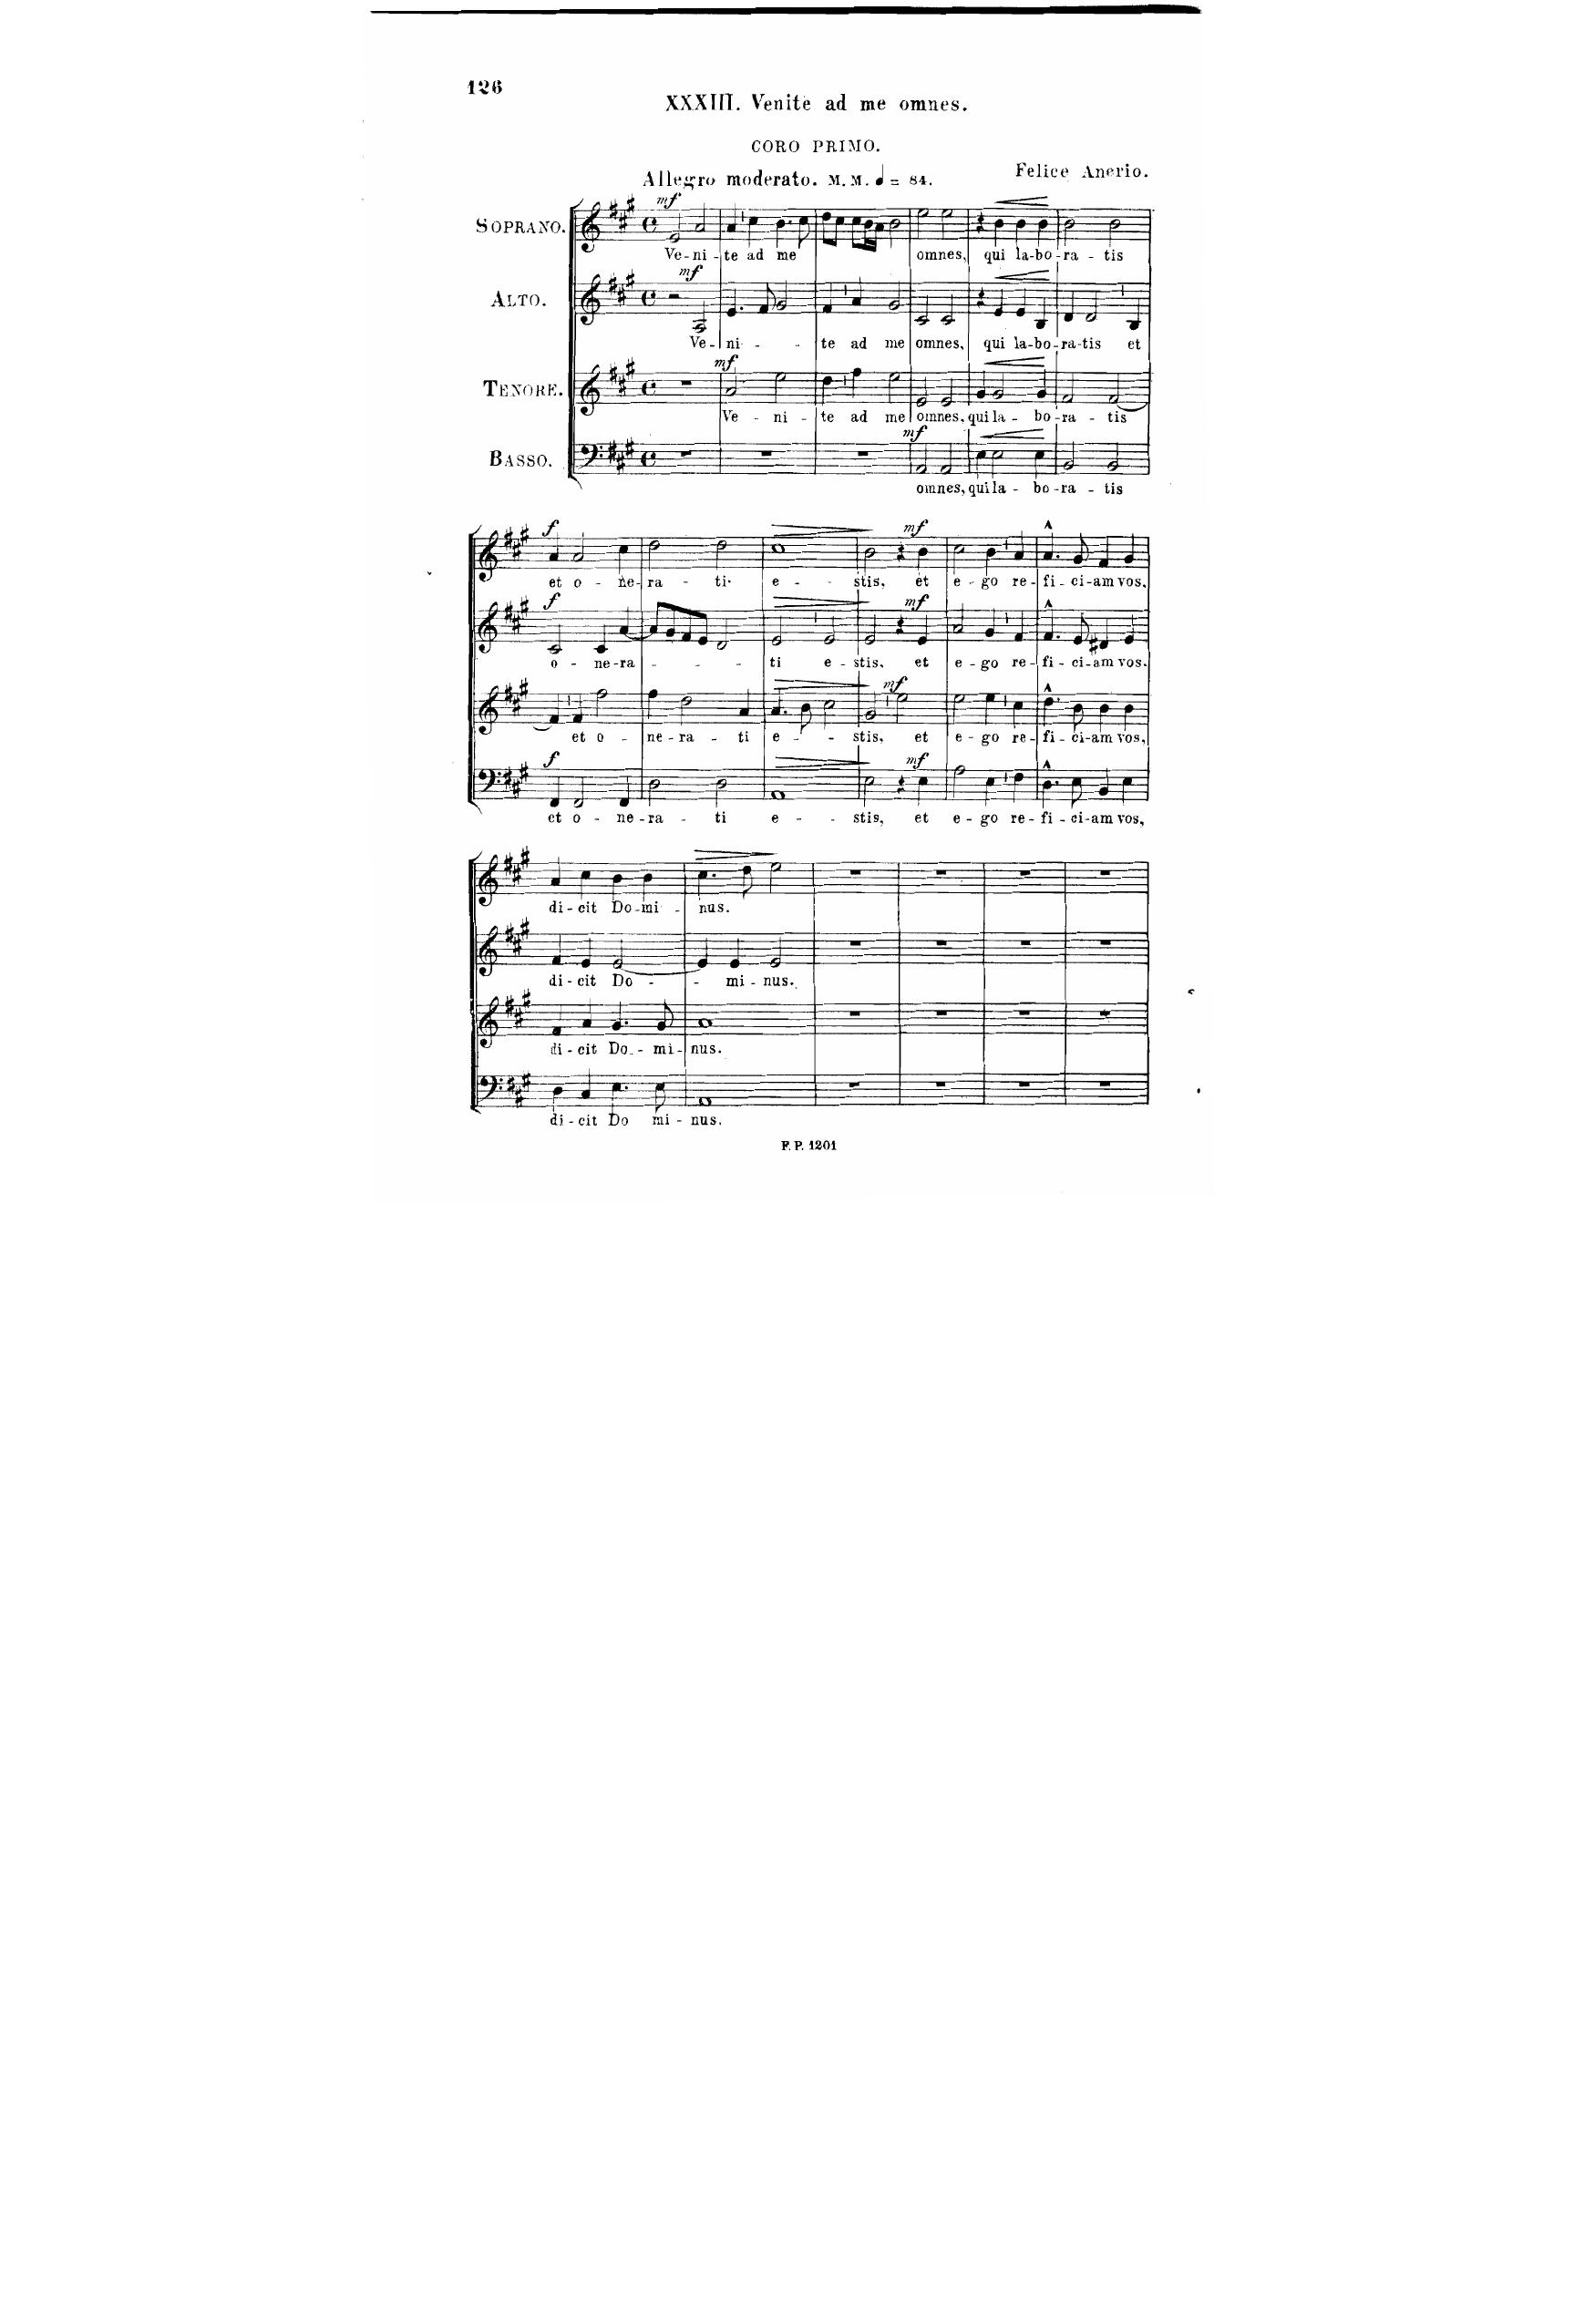 126
XXXIII. Venite ad me omnes.
CORO PRIMO.
Allegro moderato. M. M. ♩ = 84.
Felice Anerio.
mf
SOPRANO.
Ve-ni-te ad me omnes, qui la-bo-ra-tis
mf
ALTO.
Ve-ni--te ad me omnes, qui la-bo-ra-tis et
mf
TENORE.
Ve-ni-te ad me omnes, qui la-bo-ra-tis
mf
BASSO.
omnes, qui la-bo-ra-tis
f mf
et o-ne-ra-ti e-stis, et e-go re-fi-ci-am vos,
f mf
o-ne-ra--ti e-stis, et e-go re-fi-ci-am vos.
mf
et o-ne-ra-ti e--stis, et e-go re-fi-ci-am vos,
f mf
et o-ne-ra-ti e--stis, et e-go re-fi-ci-am vos,
di-cit Do-mi-nus.
di-cit Do--mi-nus.
di-cit Do-mi-nus.
di-cit Do mi-nus.
F. P. 1201